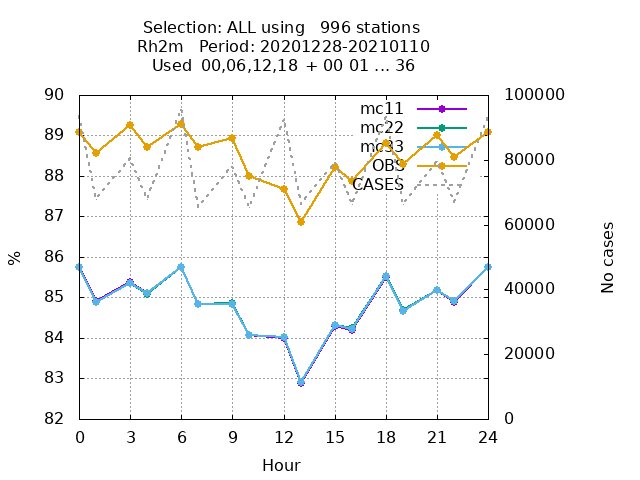 Selection: ALL using   996 stations
Rh2m   Period: 20201228-20210110
Used  00,06,12,18  + 00 01 ... 36
90
89
88
87
86
85
84
83
82
100000
80000
60000
40000
20000
0
mc11
mc22
mc33
OBS
CASES
%
No cases
0 3 6 9 12 15 18 21 24
Hour